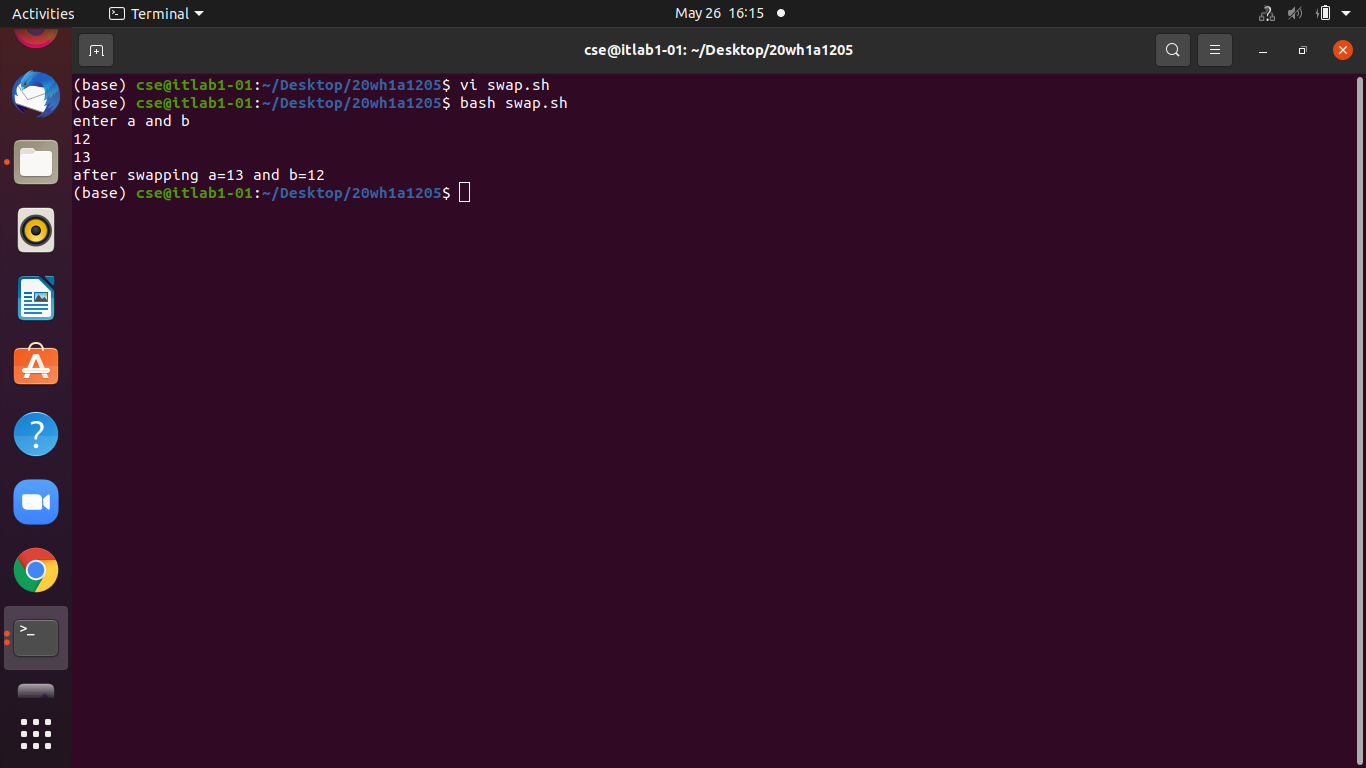 Activities
Terminal
May 26 16:15
cse@itlab1-01: ~/Desktop/20wh1a1205
(base) cse@itlab1-01:~/Desktop/20wh1a1205$ vi swap.sh
(base) cse@itlab1-01:~/Desktop/20wh1a1205$ bash swap.sh
enter a and b
12
13
after swapping a=13 and b=12
(base) cse@itlab1-01:~/Desktop/20wh1a1205$